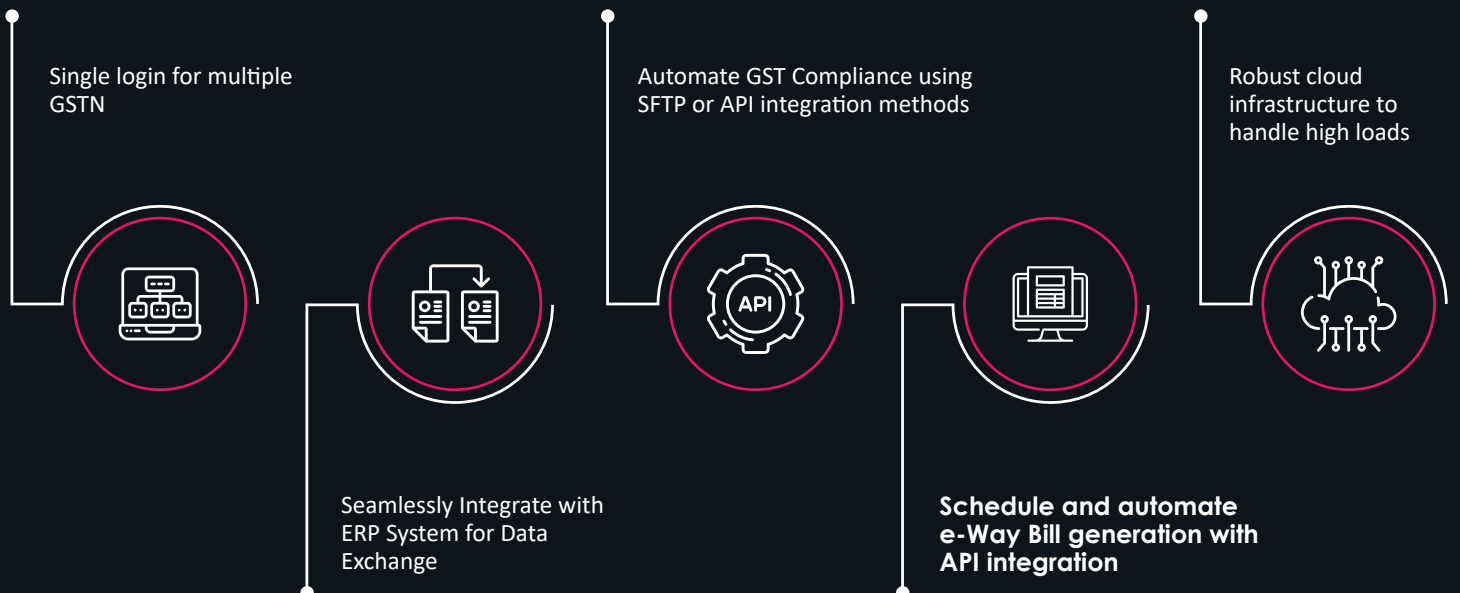 Single login for multiple
GSTN
Automate GST Compliance using
SFTP or API integration methods
Robust cloud
infrastructure to
handle high loads
API
Seamlessly Integrate with
ERP System for Data
Exchange
Schedule and automate
e-Way Bill generation with
API integration